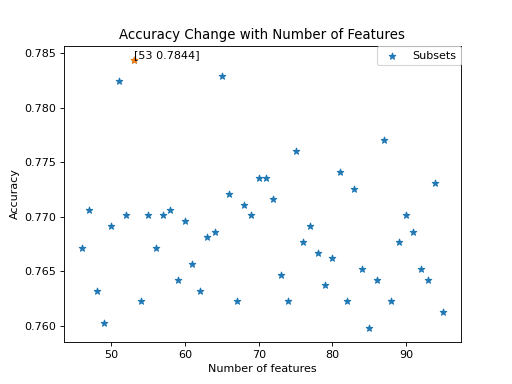 Accuracy Change with Number of Features
[53 0.7844]
Subsets
0.785
0.780
0.775
0.770
0.765
0.760
Accuracy
50 60 70 80 90
Number of features